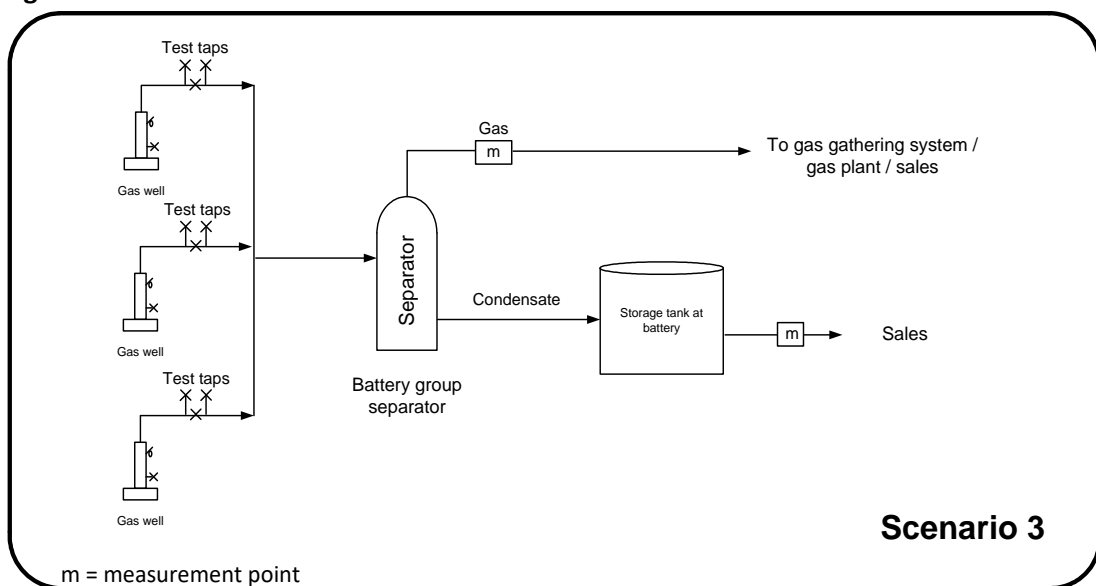 Test taps
Gas well
Gas
m
To gas gathering system /
gas plant / sales
Test taps
Gas well
Separator
Condensate
Storage tank at
battery
m
Sales
Battery group
separator
Test taps
Gas well
Scenario 3
m = measurement point